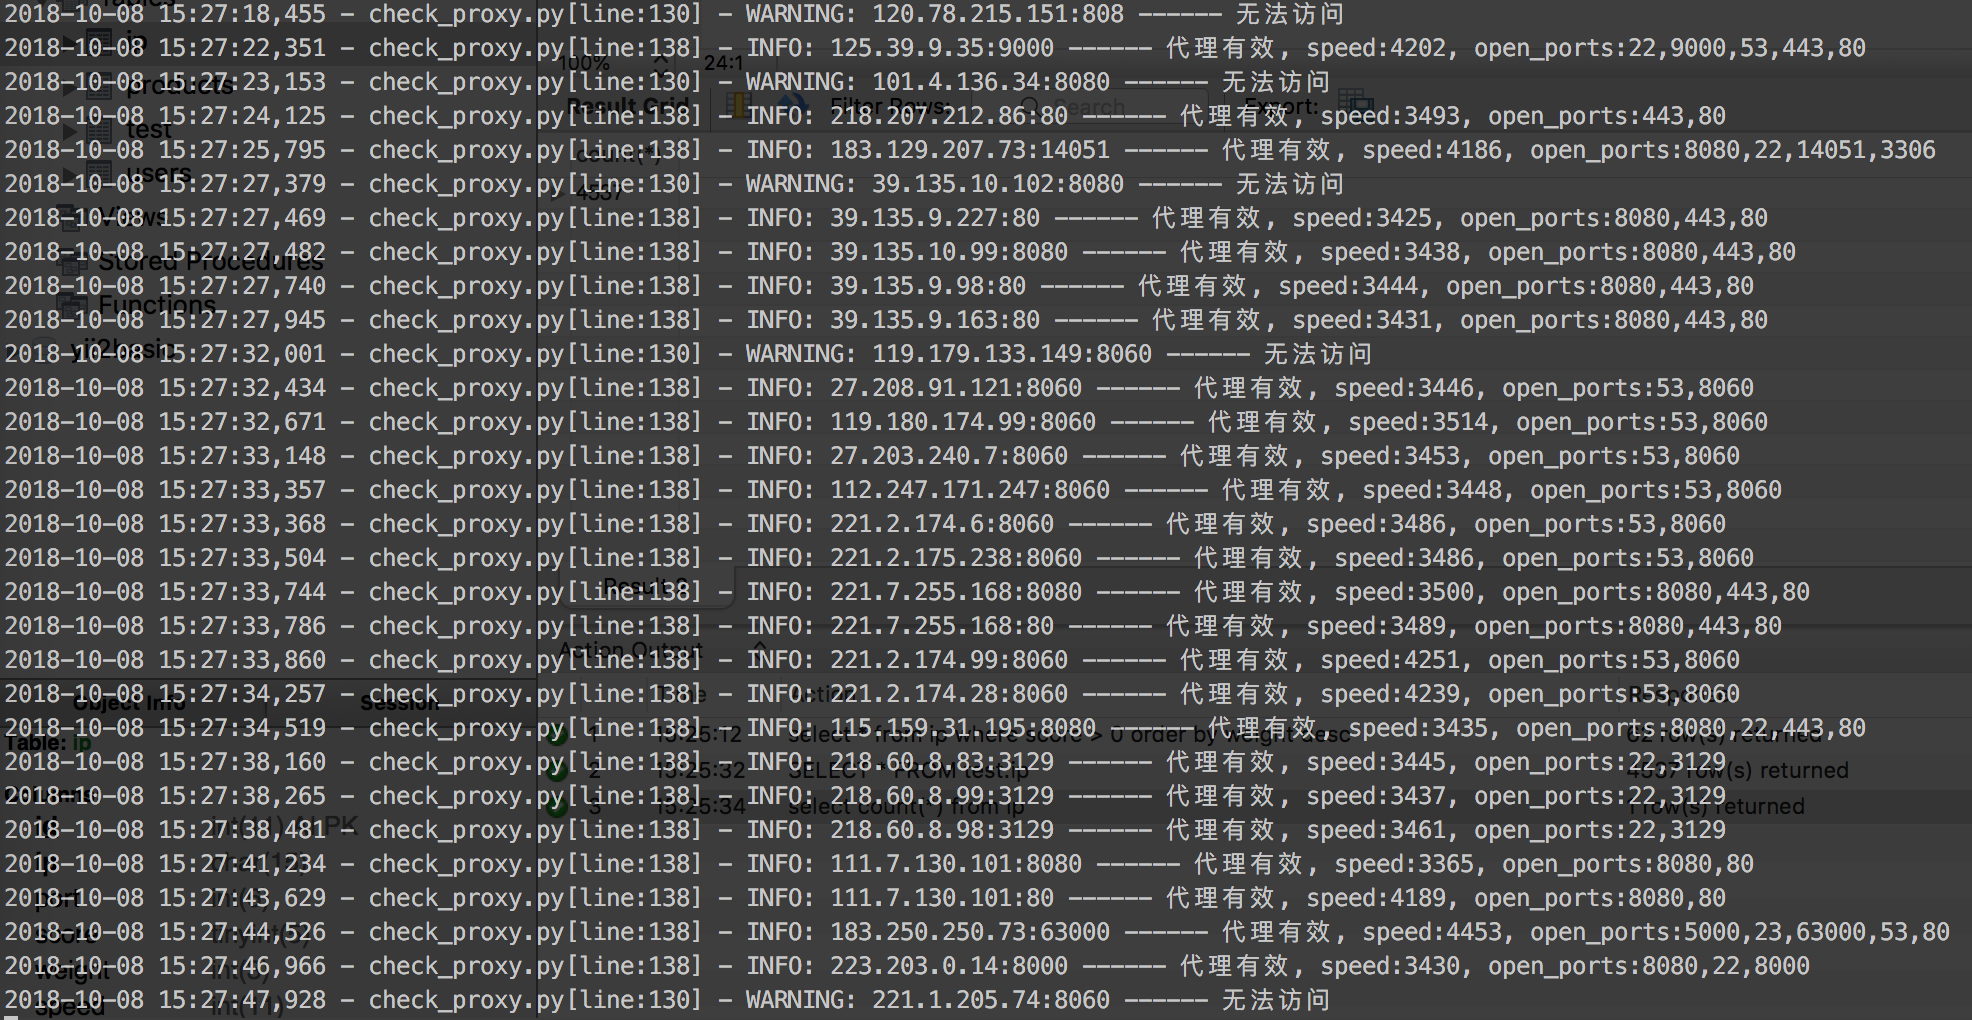 2018-10-08 15:27:18,455 - check_proxy.py[line:130] - WARNING: 120.78.215.151:808 ------ 无法访问
2018-10-08 15:27:22,351 - check_proxy.py[line:138] - INFO: 125.39.9.35:9000 ------ 代理有效, speed:4202, open_ports:22,9000,53,443,80
2018-10-08 15:27:23,153 - check_proxy.py[line:130] - WARNING: 101.4.136.34:8080 ------ 无法访问
2018-10-08 15:27:24,125 - check_proxy.py[line:138] - INFO: 218.207.212.86:80 ------ 代理有效, speed:3493, open_ports:443,80
2018-10-08 15:27:25,795 - check_proxy.py[line:138] - INFO: 183.129.207.73:14051 ------ 代理有效, speed:4186, open_ports:8080,22,14051,3306
2018-10-08 15:27:27,379 - check_proxy.py[line:130] - WARNING: 39.135.10.102:8080 ------ 无法访问
2018-10-08 15:27:27,469 - check_proxy.py[line:138] - INFO: 39.135.9.227:80 ------ 代理有效, speed:3425, open_ports:8080,443,80
2018-10-08 15:27:27,482 - check_proxy.py[line:138] - INFO: 39.135.10.99:8080 ------ 代理有效, speed:3438, open_ports:8080,443,80
2018-10-08 15:27:27,740 - check_proxy.py[line:138] - INFO: 39.135.9.98:80 ------ 代理有效, speed:3444, open_ports:8080,443,80
2018-10-08 15:27:27,945 - check_proxy.py[line:138] - INFO: 39.135.9.163:80 ------ 代理有效, speed:3431, open_ports:8080,443,80
2018-10-08 15:27:32,001 - check_proxy.py[line:130] - WARNING: 119.179.133.149:8060 ------ 无法访问
2018-10-08 15:27:32,434 - check_proxy.py[line:138] - INFO: 27.208.91.121:8060 ------ 代理有效, speed:3446, open_ports:53,8060
2018-10-08 15:27:32,671 - check_proxy.py[line:138] - INFO: 119.180.174.99:8060 ------ 代理有效, speed:3514, open_ports:53,8060
2018-10-08 15:27:33,148 - check_proxy.py[line:138] - INFO: 27.203.240.7:8060 ------ 代理有效, speed:3453, open_ports:53,8060
2018-10-08 15:27:33,357 - check_proxy.py[line:138] - INFO: 112.247.171.247:8060 ------ 代理有效, speed:3448, open_ports:53,8060
2018-10-08 15:27:33,368 - check_proxy.py[line:138] - INFO: 221.2.174.6:8060 ------ 代理有效, speed:3486, open_ports:53,8060
2018-10-08 15:27:33,504 - check_proxy.py[line:138] - INFO: 221.2.175.238:8060 ------ 代理有效, speed:3486, open_ports:53,8060
2018-10-08 15:27:33,744 - check_proxy.py[line:138] - INFO: 221.7.255.168:8080 ------ 代理有效, speed:3500, open_ports:8080,443,80
2018-10-08 15:27:33,786 - check_proxy.py[line:138] - INFO: 221.7.255.168:80 ------ 代理有效, speed:3489, open_ports:8080,443,80
2018-10-08 15:27:33,860 - check_proxy.py[line:138] - INFO: 221.2.174.99:8060 ------ 代理有效, speed:4251, open_ports:53,8060
2018-10-08 15:27:34,257 - check_proxy.py[line:138] - INFO: 221.2.174.28:8060 ------ 代理有效, speed:4239, open_ports:53,8060
2018-10-08 15:27:34,519 - check_proxy.py[line:138] - INFO: 115.159.31.195:8080 ------ 代理有效, speed:3435, open_ports:8080,22,443,80
2018-10-08 15:27:38,160 - check_proxy.py[line:138] - INFO: 218.60.8.83:3129 ------ 代理有效, speed:3445, open_ports:22,3129
2018-10-08 15:27:38,265 - check_proxy.py[line:138] - INFO: 218.60.8.99:3129 ------ 代理有效, speed:3437, open_ports:22,3129
2018-10-08 15:27:38,481 - check_proxy.py[line:138] - INFO: 218.60.8.98:3129 ------ 代理有效, speed:3461, open_ports:22,3129
2018-10-08 15:27:41,234 - check_proxy.py[line:138] - INFO: 111.7.130.101:8080 ------ 代理有效, speed:3365, open_ports:8080,80
2018-10-08 15:27:43,629 - check_proxy.py[line:138] - INFO: 111.7.130.101:80 ------ 代理有效, speed:4189, open_ports:8080,80
2018-10-08 15:27:44,526 - check_proxy.py[line:138] - INFO: 183.250.250.73:63000 ------ 代理有效, speed:4453, open_ports:5000,23,63000,53,80
2018-10-08 15:27:46,966 - check_proxy.py[line:138] - INFO: 223.203.0.14:8000 ------ 代理有效, speed:3430, open_ports:8080,22,8000
2018-10-08 15:27:47,928 - check_proxy.py[line:130] - WARNING: 221.1.205.74:8060 ------ 无法访问